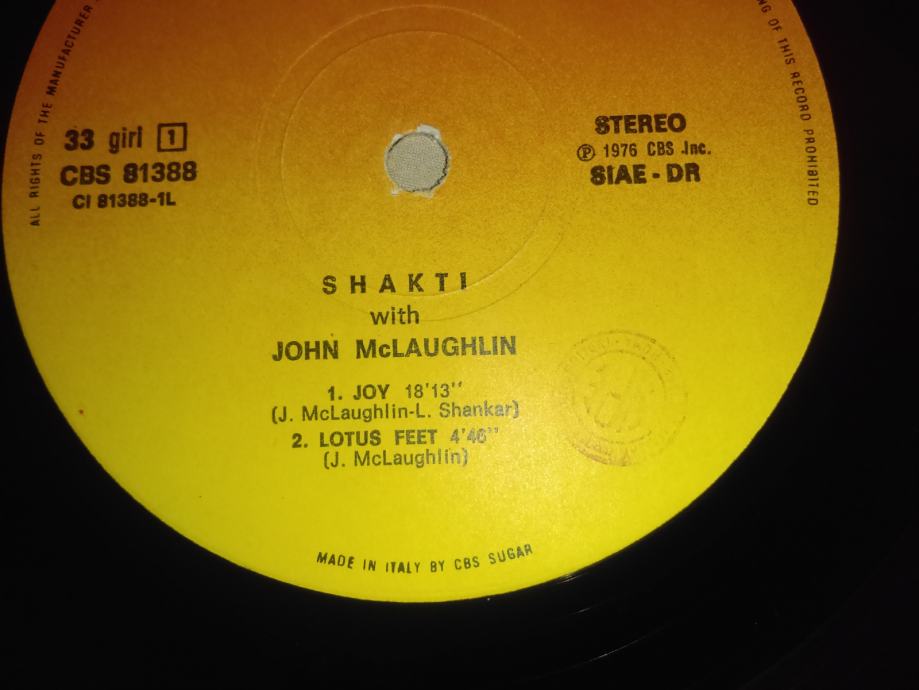 ALL RIGHTS OF THE MANUFACTURER
NG OF THIS RECORD PROHIBITED
33 giri 1
CBS 81388
CI 81388-1L
STEREO
Ⓟ 1976 CBS Inc.
SIAE - DR
SHAKTI
with
JOHN McLAUGHLIN
1. JOY 18'13''
(J. McLaughlin-L. Shankar)
2. LOTUS FEET 4'46''
(J. McLaughlin)
MADE IN ITALY BY CBS SUGAR